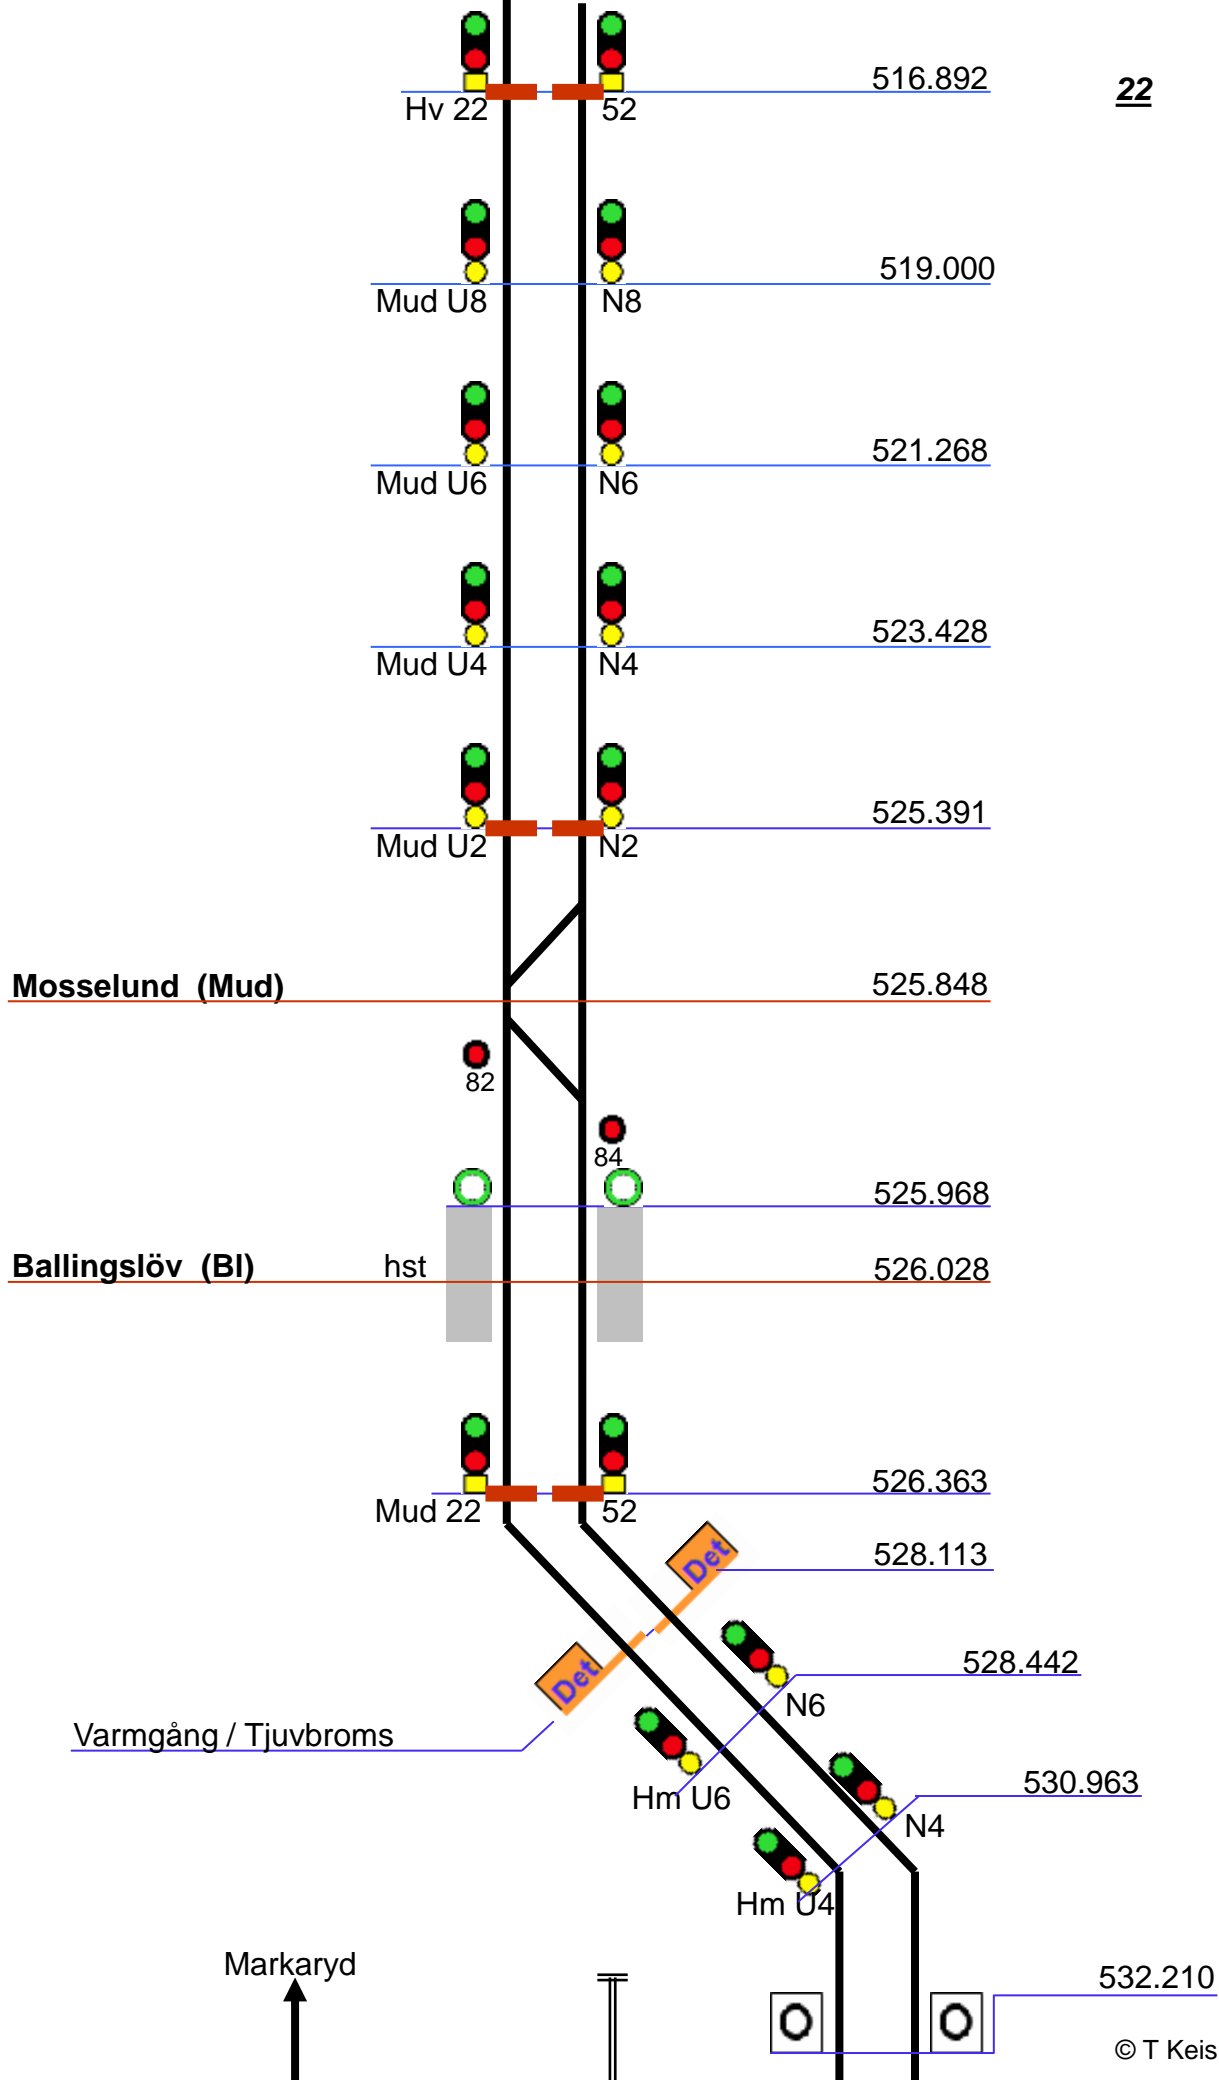 516.892
22
Hv 22
52
519.000
Mud U8
N8
521.268
Mud U6
N6
523.428
Mud U4
N4
525.391
Mud U2
N2
Mosselund (Mud)
525.848
82
84
525.968
Ballingslöv (Bl)
hst
526.028
526.363
Mud 22
52
Det
528.113
528.442
Det
N6
Varmgång / Tjuvbroms
530.963
Hm U6
N4
Hm U4
Markaryd
532.210
O
O
© T Keis